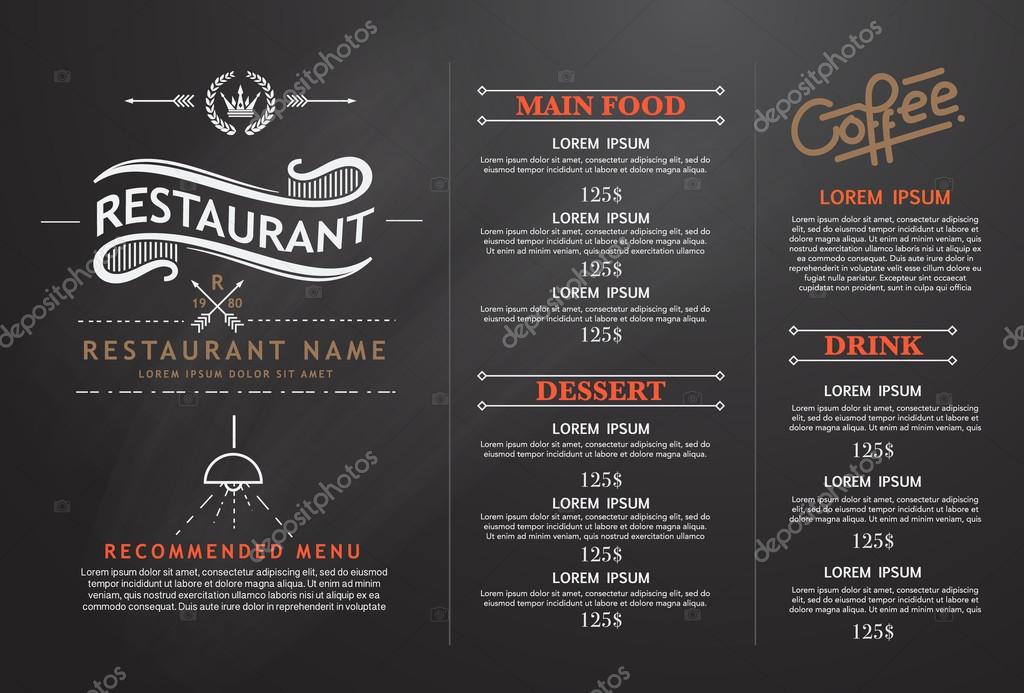 RESTAURANT
R
19 80
RESTAURANT NAME
LOREM IPSUM DOLOR SIT AMET
RECOMMENDED MENU
Lorem ipsum dolor sit amet, consectetur adipiscing elit, sed do eiusmod
tempor incididunt ut labore et dolore magna aliqua. Ut enim ad minim
veniam, quis nostrud exercitation ullamco laboris nisi ut aliquip ex ea
commodo consequat. Duis aute irure dolor in reprehenderit in voluptate
MAIN FOOD
LOREM IPSUM
Lorem ipsum dolor sit amet, consectetur adipiscing elit, sed do
eiusmod tempor incididunt ut labore et dolore magna aliqua.
125$
LOREM IPSUM
Lorem ipsum dolor sit amet, consectetur adipiscing elit, sed do
eiusmod tempor incididunt ut labore et dolore magna aliqua. Ut enim
ad minim veniam, quis nostrud exercitation ullamco
125$
LOREM IPSUM
Lorem ipsum dolor sit amet, consectetur adipiscing elit, sed do
eiusmod tempor incididunt ut labore et dolore magna aliqua.
125$
DESSERT
LOREM IPSUM
Lorem ipsum dolor sit amet, consectetur adipiscing elit, sed do
eiusmod tempor incididunt ut labore et dolore magna aliqua.
125$
LOREM IPSUM
Lorem ipsum dolor sit amet, consectetur adipiscing elit, sed do
eiusmod tempor incididunt ut labore et dolore magna aliqua.
Ut enim ad minim veniam, quis nostrud exercitation ullamco
125$
LOREM IPSUM
Lorem ipsum dolor sit amet, consectetur adipiscing elit, sed do
eiusmod tempor incididunt ut labore et dolore magna aliqua.
125$
Coffee.
LOREM IPSUM
Lorem ipsum dolor sit amet, consectetur adipiscing
elit, sed do eiusmod tempor incididunt ut labore et
dolore magna aliqua. Ut enim ad minim veniam, quis
nostrud exercitation ullamco laboris nisi ut aliquip
ex ea commodo consequat. Duis aute irure dolor in
reprehenderit in voluptate velit esse cillum dolore eu
fugiat nulla pariatur. Excepteur sint occaecat
cupidatat non proident, sunt in culpa qui officia
DRINK
LOREM IPSUM
Lorem ipsum dolor sit amet, consectetur adipiscing elit,
sed do eiusmod tempor incididunt ut labore et dolore
magna aliqua. Ut enim ad minim veniam, quis
125$
LOREM IPSUM
Lorem ipsum dolor sit amet, consectetur adipiscing elit,
sed do eiusmod tempor incididunt ut labore et dolore
magna aliqua. Ut enim ad minim veniam, quis
125$
LOREM IPSUM
Lorem ipsum dolor sit amet, consectetur adipiscing elit,
sed do eiusmod tempor incididunt ut labore et dolore
magna aliqua. Ut enim ad minim veniam, quis
125$
depositphotos
depositphotos
depositphotos
depositphotos
depositphotos
depositphotos
depositphotos